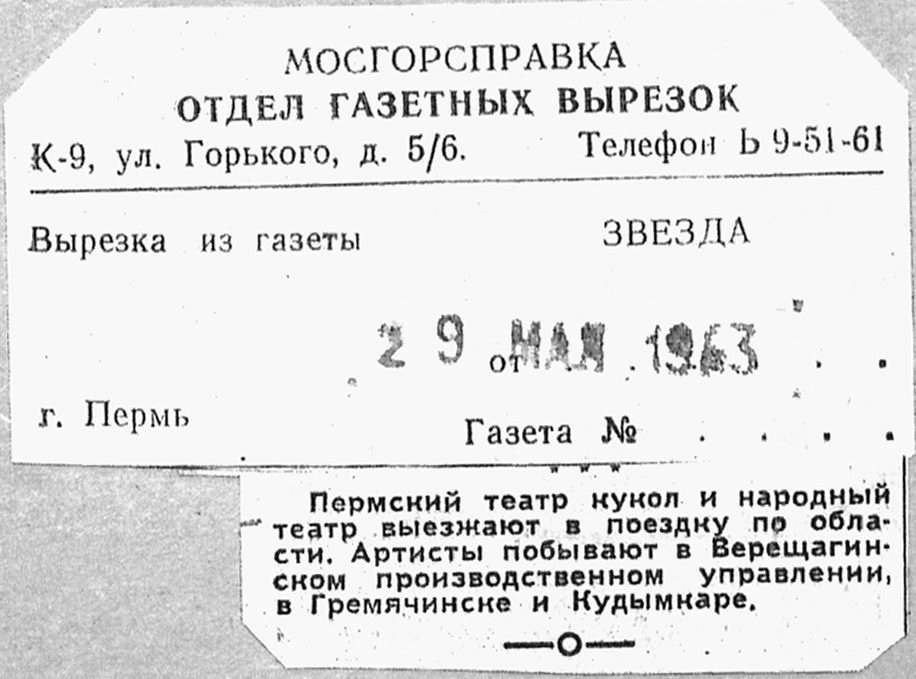 МОСГОРСПРАВКА
ОТДЕЛ ГАЗЕТНЫХ ВЫРЕЗОК
К-9, ул. Горького, д. 5/6. Телефон Б 9-51-61
Вырезка из газеты ЗВЕЗДА
29 от МАЯ . 1963 . .
г. Пермь Газета № . . . .
* * *
Пермский театр кукол и народный
театр выезжают в поездку по обла-
сти. Артисты побывают в Верещагин-
ском производственном управлении,
в Гремячинске и Кудымкаре.